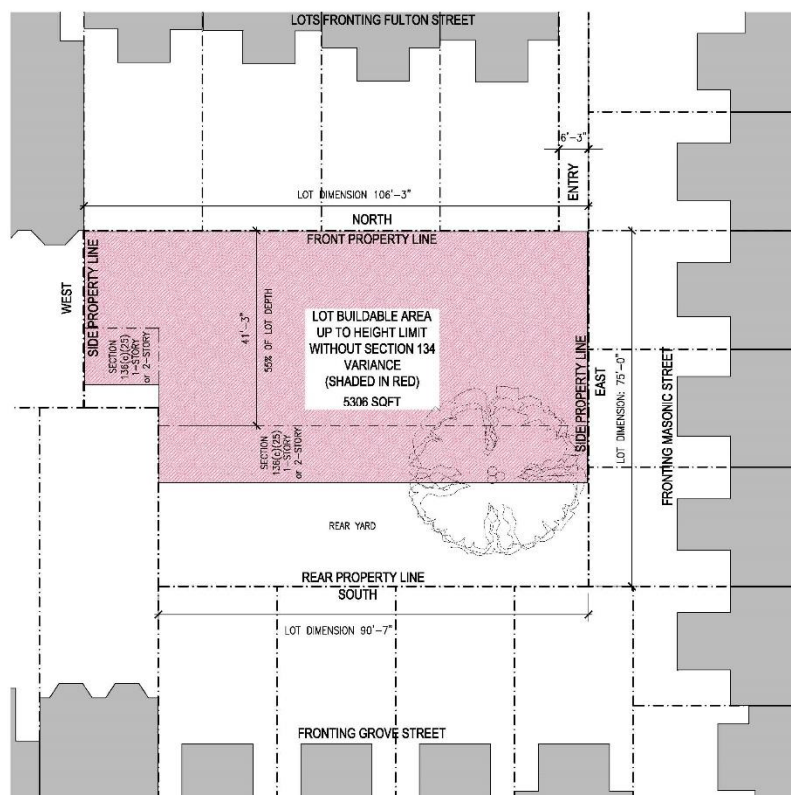 LOTS FRONTING FULTON STREET
6'-3"
ENTRY
LOT DIMENSION 106'-3"
NORTH
FRONT PROPERTY LINE
WEST
SIDE PROPERTY LINE
41'-3"
55% OF LOT DEPTH
LOT BUILDABLE AREA
UP TO HEIGHT LIMIT
WITHOUT SECTION 134
VARIANCE
(SHADED IN RED)
5306 SQFT
SECTION
136(c)(25)
1-STORY
or 2-STORY
SECTION
136(c)(25)
1-STORY
or 2-STORY
SIDE PROPERTY LINE
EAST
LOT DIMENSION: 75'-0"
FRONTING MASONIC STREET
REAR YARD
REAR PROPERTY LINE
SOUTH
LOT DIMENSION 90'-7"
FRONTING GROVE STREET